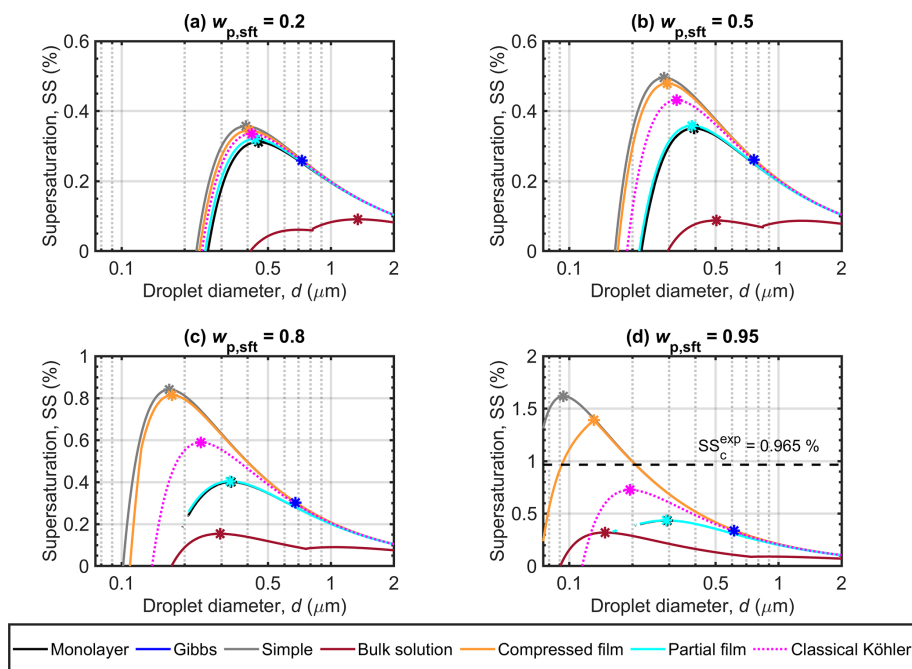 (a) w_p,sft = 0.2
Supersaturation, SS (%)
0.6
0.4
0.2
0
0.1
0.5
1
2
Droplet diameter, d (μm)
(b) w_p,sft = 0.5
Supersaturation, SS (%)
0.6
0.4
0.2
0
0.1
0.5
1
2
Droplet diameter, d (μm)
(c) w_p,sft = 0.8
Supersaturation, SS (%)
1
0.8
0.6
0.4
0.2
0
0.1
0.5
1
2
Droplet diameter, d (μm)
(d) w_p,sft = 0.95
Supersaturation, SS (%)
2
1.5
1
0.5
0
SS_c^exp = 0.965 %
0.1
0.5
1
2
Droplet diameter, d (μm)
Monolayer Gibbs Simple Bulk solution Compressed film Partial film Classical Köhler